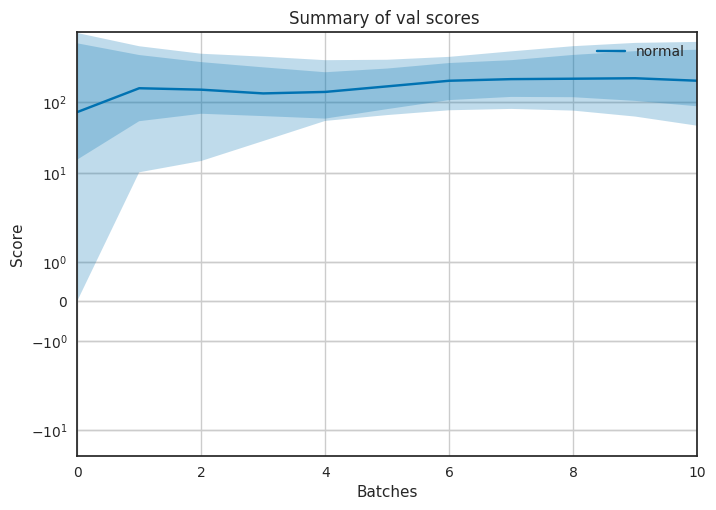 Summary of val scores
normal
Score
10²
10¹
10⁰
0
−10⁰
−10¹
0 2 4 6 8 10
Batches